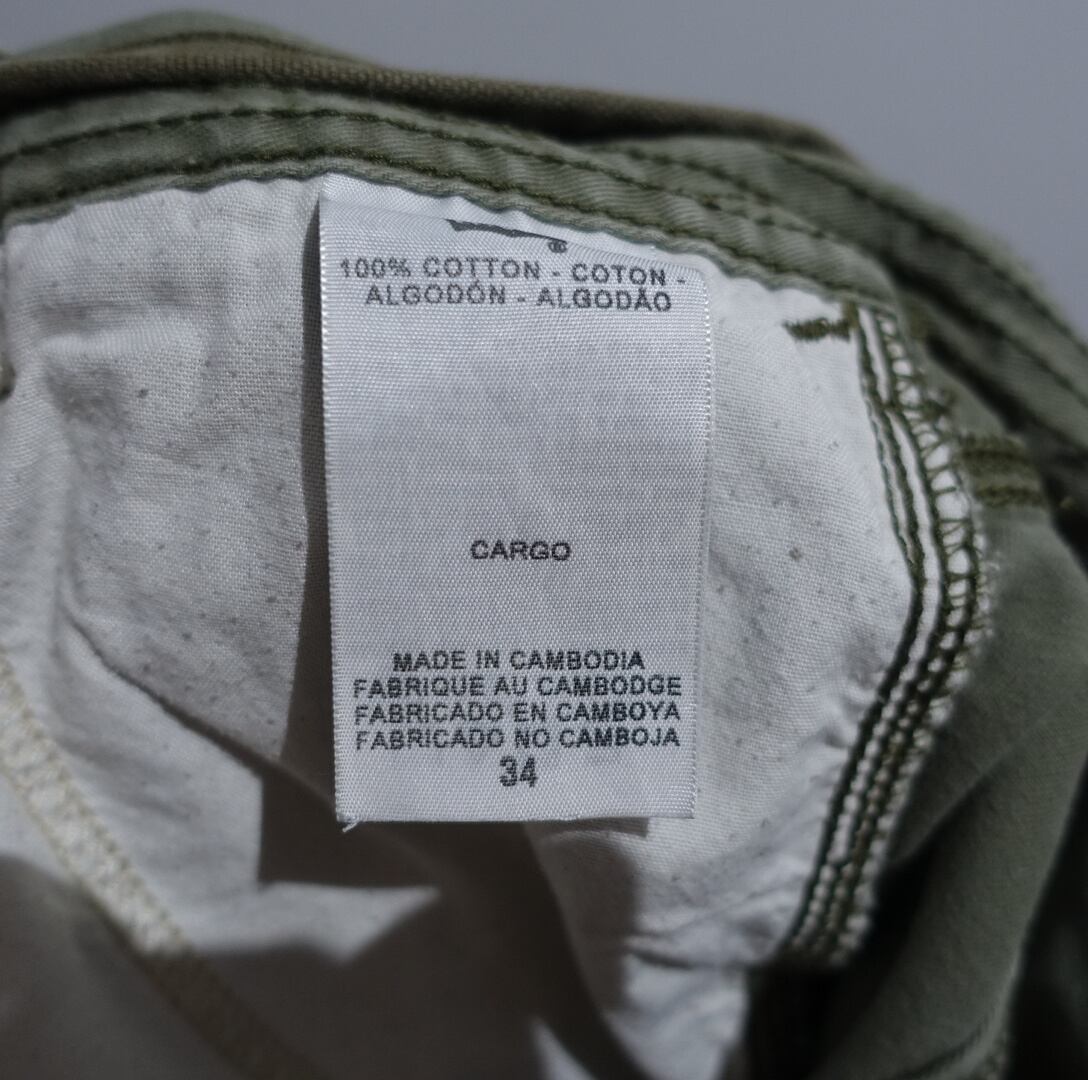 ®
100% COTTON - COTON -
ALGODÓN - ALGODÃO
CARGO
MADE IN CAMBODIA
FABRIQUE AU CAMBODGE
FABRICADO EN CAMBOYA
FABRICADO NO CAMBOJA
34